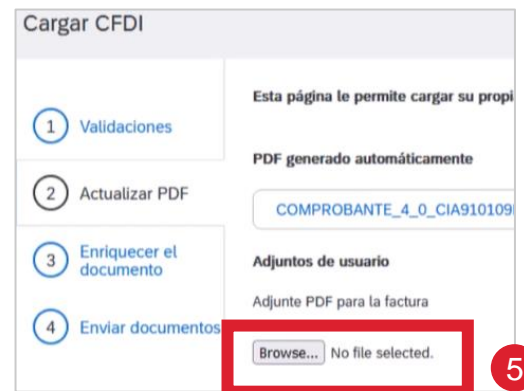 Cargar CFDI
1 Validaciones
2 Actualizar PDF
3 Enriquecer el
documento
4 Enviar documentos
Esta página le permite cargar su propi
PDF generado automáticamente
COMPROBANTE_4_0_CIA910109
Adjuntos de usuario
Adjunte PDF para la factura
Browse... No file selected.
5